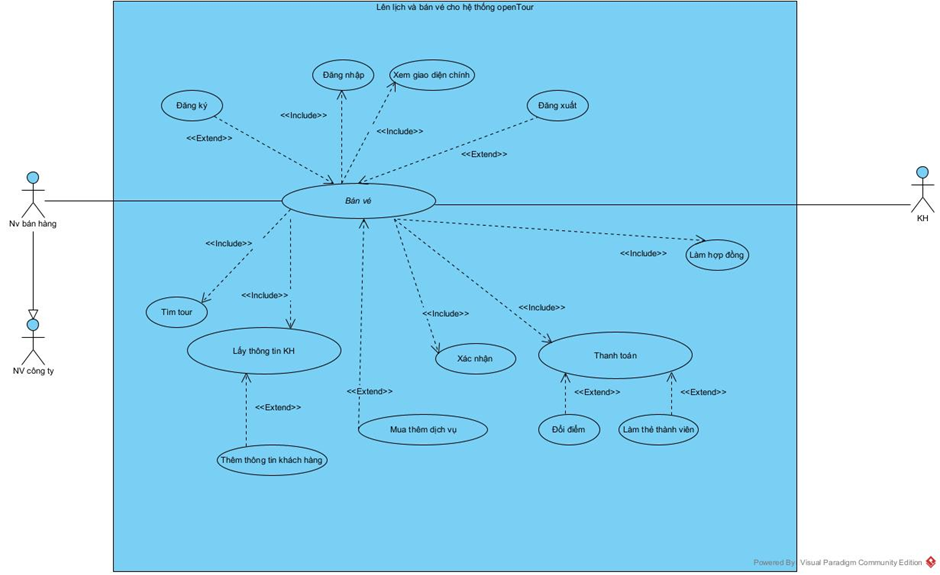 Lên lịch và bán vé cho hệ thống openTour
Đăng nhập
Xem giao diện chính
Đăng ký
Đăng xuất
<<Include>>
<<Include>>
<<Extend>>
<<Extend>>
Bán vé
Nv bán hàng
KH
<<Include>>
<<Include>>
Làm hợp đồng
<<Include>>
<<Include>>
<<Include>>
Tìm tour
Lấy thông tin KH
Xác nhận
Thanh toán
NV công ty
<<Extend>>
<<Extend>>
<<Extend>>
<<Extend>>
Mua thêm dịch vụ
Đổi điểm
Làm thẻ thành viên
Thêm thông tin khách hàng
Powered By Visual Paradigm Community Edition